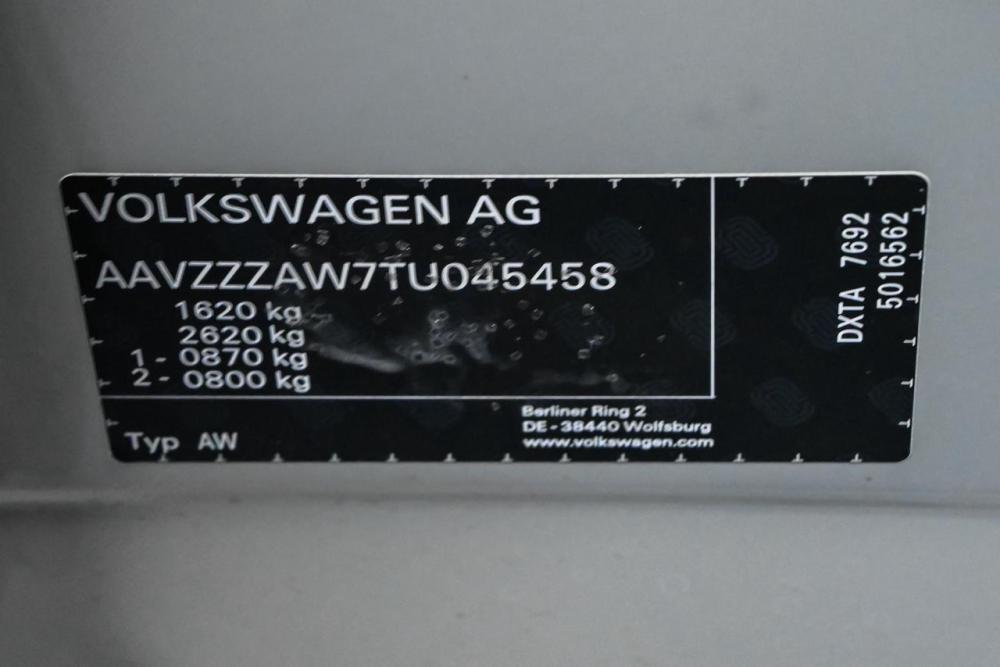 VOLKSWAGEN AG
AAVZZZAW7TU045458
1620 kg
2620 kg
1 - 0870 kg
2 - 0800 kg
Typ AW
Berliner Ring 2
DE - 38440 Wolfsburg
www.volkswagen.com
DXTA 7692
5016562